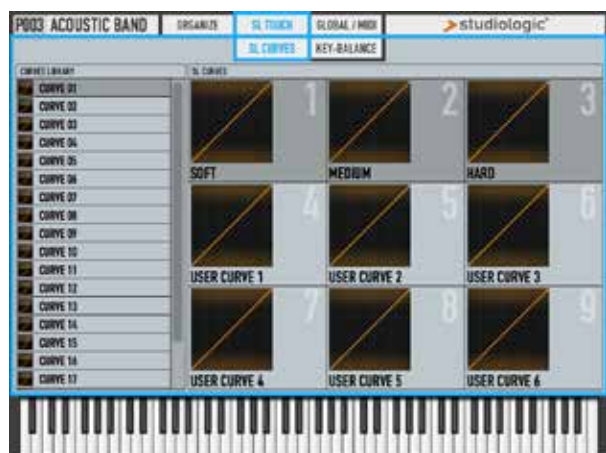 P003 ACOUSTIC BAND
ORGANIZE
SL TOUCH
GLOBAL / MIDI
studiologic
SL CURVES
KEY-BALANCE
CURVES LIBRARY
SL CURVES
CURVE 01
CURVE 02
CURVE 03
CURVE 04
CURVE 05
CURVE 06
CURVE 07
CURVE 08
CURVE 09
CURVE 10
CURVE 11
CURVE 12
CURVE 13
CURVE 14
CURVE 15
CURVE 16
CURVE 17
1
SOFT
2
MEDIUM
3
HARD
4
USER CURVE 1
5
USER CURVE 2
6
USER CURVE 3
7
USER CURVE 4
8
USER CURVE 5
9
USER CURVE 6